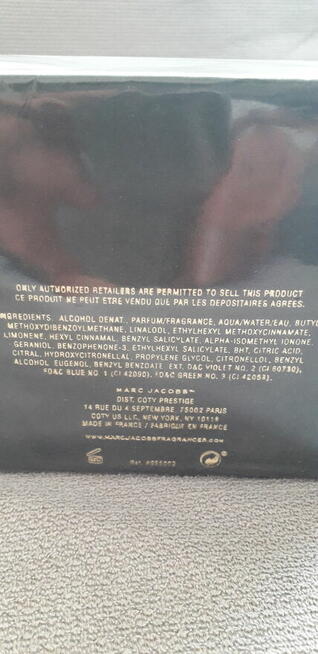 ONLY AUTHORIZED RETAILERS ARE PERMITTED TO SELL THIS PRODUCT
CE PRODUIT NE PEUT ETRE VENDU QUE PAR LES DEPOSITAIRES AGREES.
INGREDIENTS: ALCOHOL DENAT., PARFUM/FRAGRANCE, AQUA/WATER/EAU, BUTYL
METHOXYDIBENZOYLMETHANE, LINALOOL, ETHYLHEXYL METHOXYCINNAMATE,
LIMONENE, HEXYL CINNAMAL, BENZYL SALICYLATE, ALPHA-ISOMETHYL IONONE,
GERANIOL, BENZOPHENONE-3, ETHYLHEXYL SALICYLATE, BHT, CITRIC ACID,
CITRAL, HYDROXYCITRONELLAL, PROPYLENE GLYCOL, CITRONELLOL, BENZYL
ALCOHOL, EUGENOL, BENZYL BENZOATE, EXT. D&C VIOLET NO. 2 (CI 60730),
FD&C BLUE NO. 1 (CI 42090), FD&C GREEN NO. 3 (CI 42053).
MARC JACOBS™
DIST. COTY PRESTIGE
14 RUE DU 4 SEPTEMBRE, 75002 PARIS
COTY US LLC, NEW YORK, NY 10118
MADE IN FRANCE / FABRIQUÉ EN FRANCE
WWW.MARCJACOBSFRAGRANCES.COM
Ref.